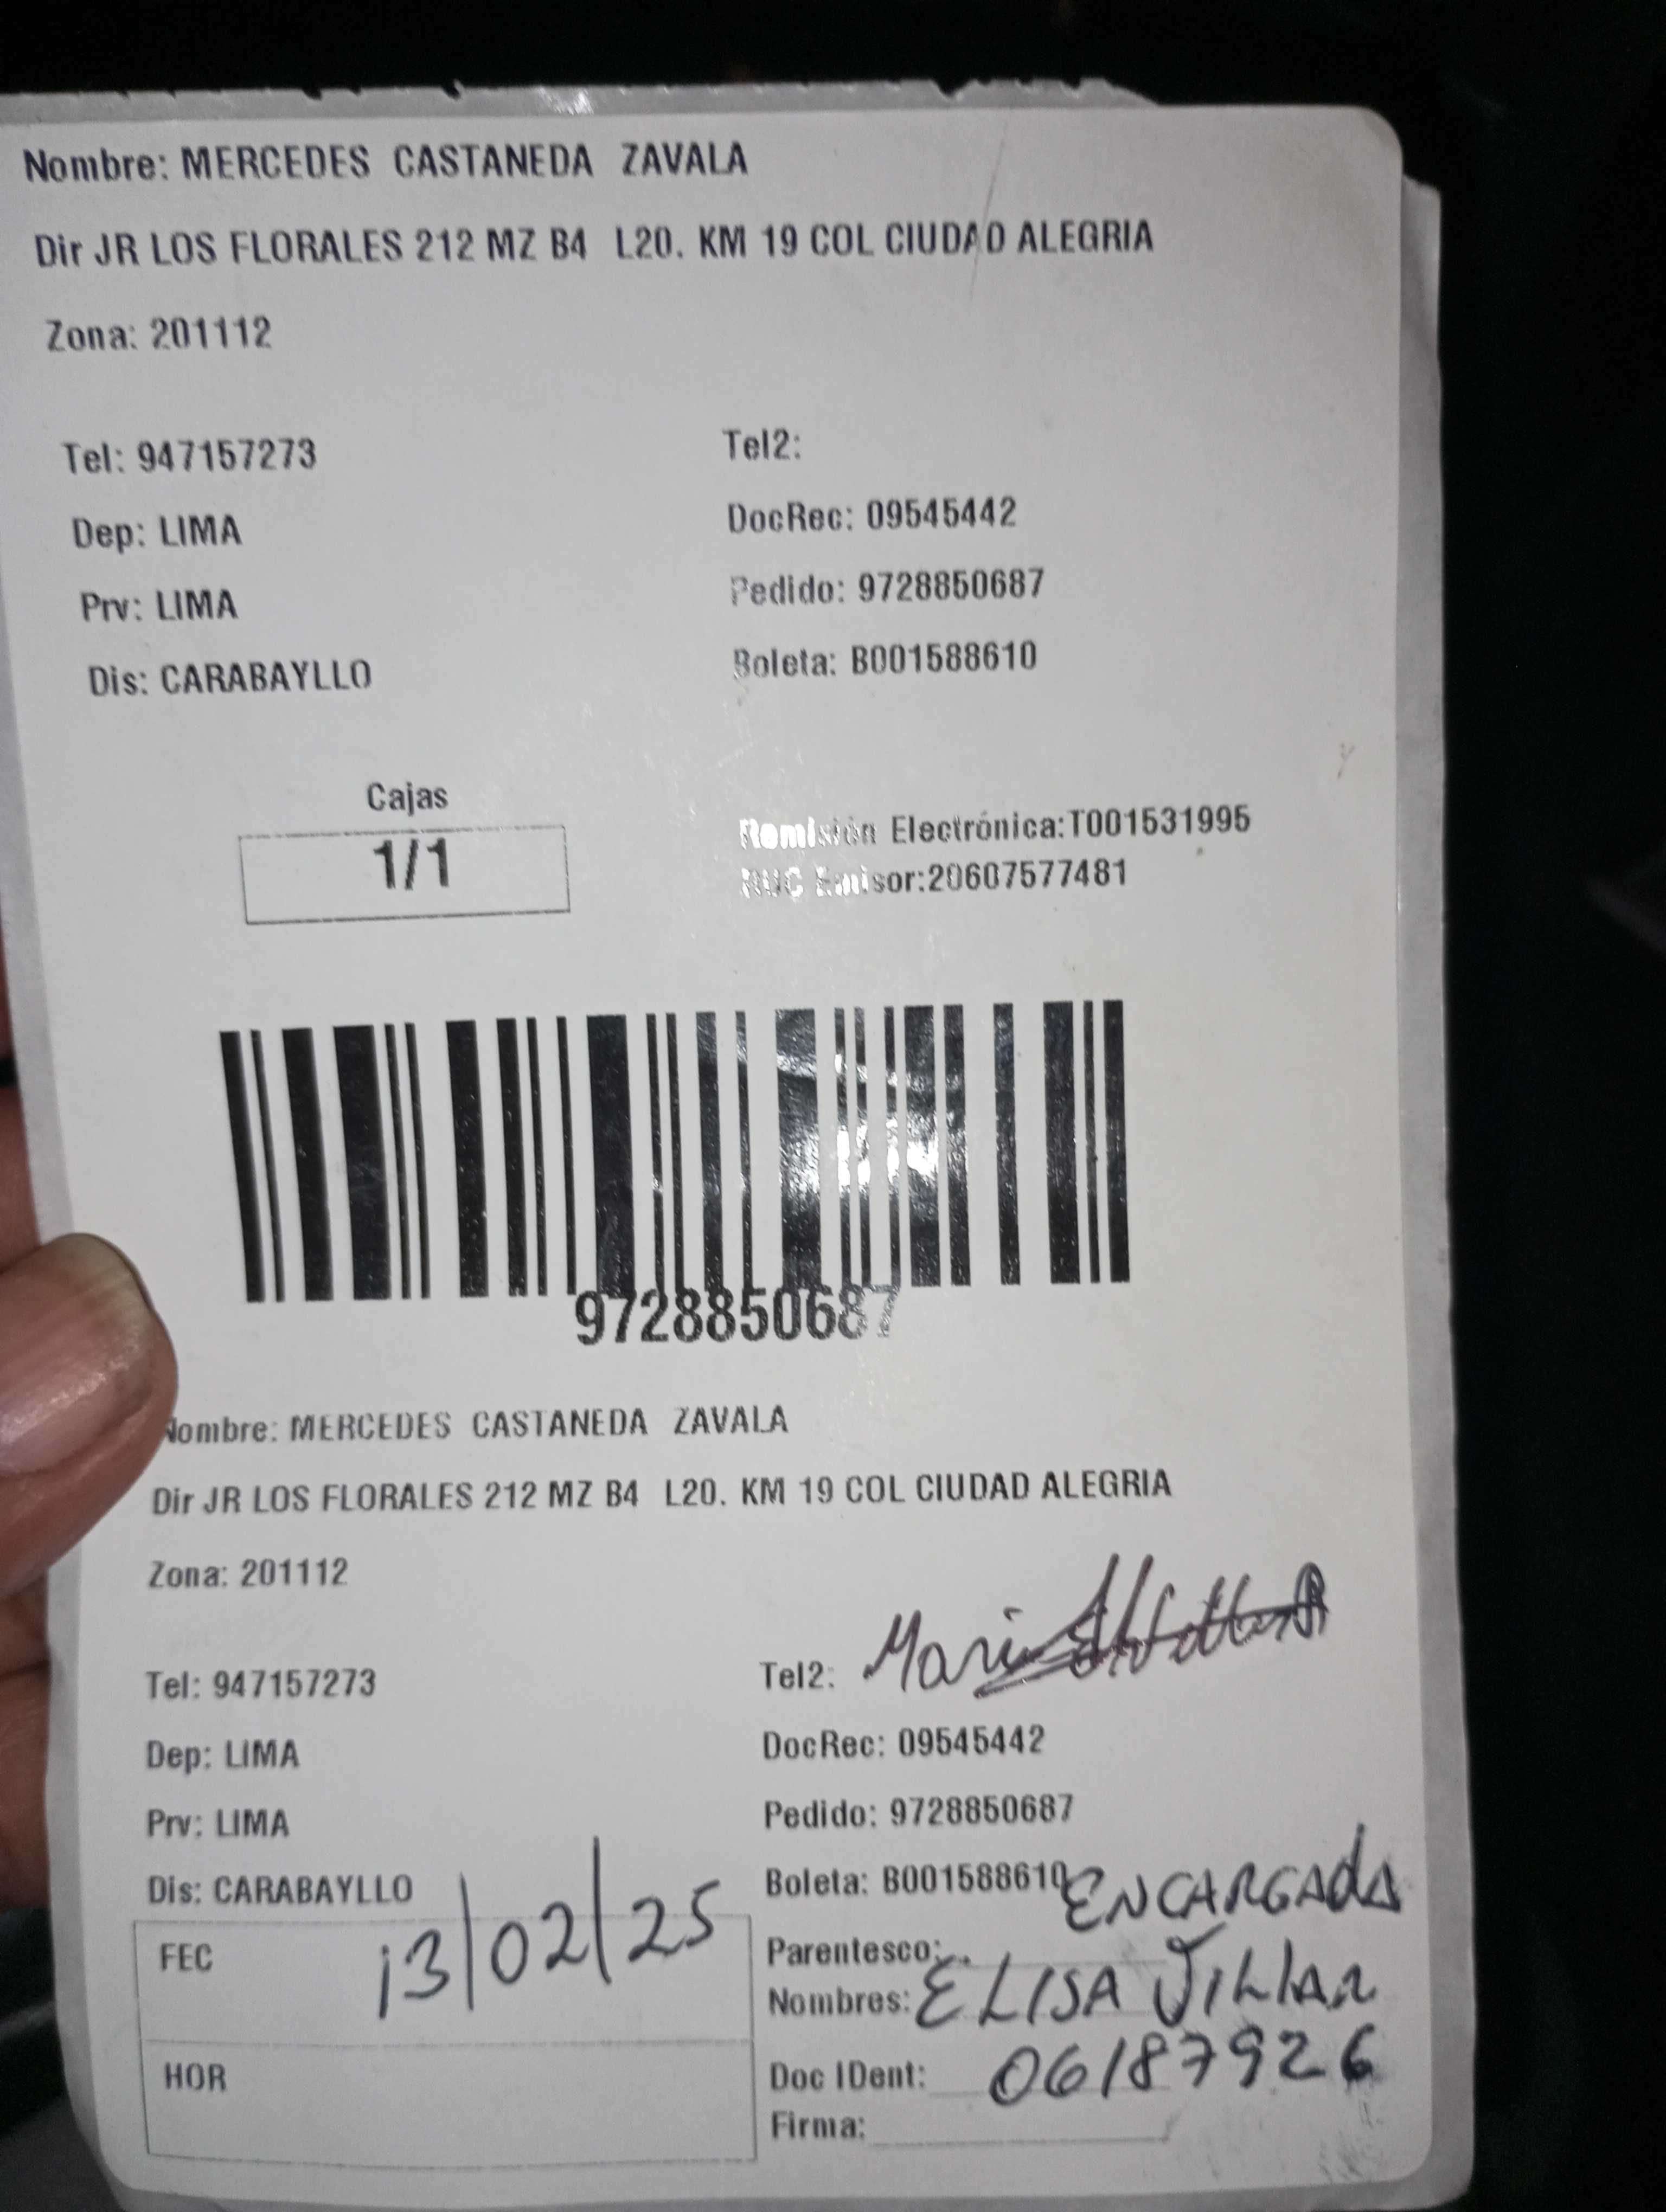 Nombre: MERCEDES CASTANEDA ZAVALA
Dir JR LOS FLORALES 212 MZ B4 L20. KM 19 COL CIUDAD ALEGRIA
Zona: 201112
Tel: 947157273 Tel2:
Dep: LIMA DocRec: 09545442
Prv: LIMA Pedido: 9728850687
Dis: CARABAYLLO Boleta: B001588610
Cajas
1/1
Remisión Electrónica:T001531995
RUC Emisor:20607577481
9728850687
Nombre: MERCEDES CASTANEDA ZAVALA
Dir JR LOS FLORALES 212 MZ B4 L20. KM 19 COL CIUDAD ALEGRIA
Zona: 201112
Tel: 947157273 Tel2:
Dep: LIMA DocRec: 09545442
Prv: LIMA Pedido: 9728850687
Dis: CARABAYLLO Boleta: B001588610
FEC 13/02/25
HOR
Parentesco: ENCARGADA
Nombres: ELISA VILLAR
Doc IDent: 06187926
Firma: